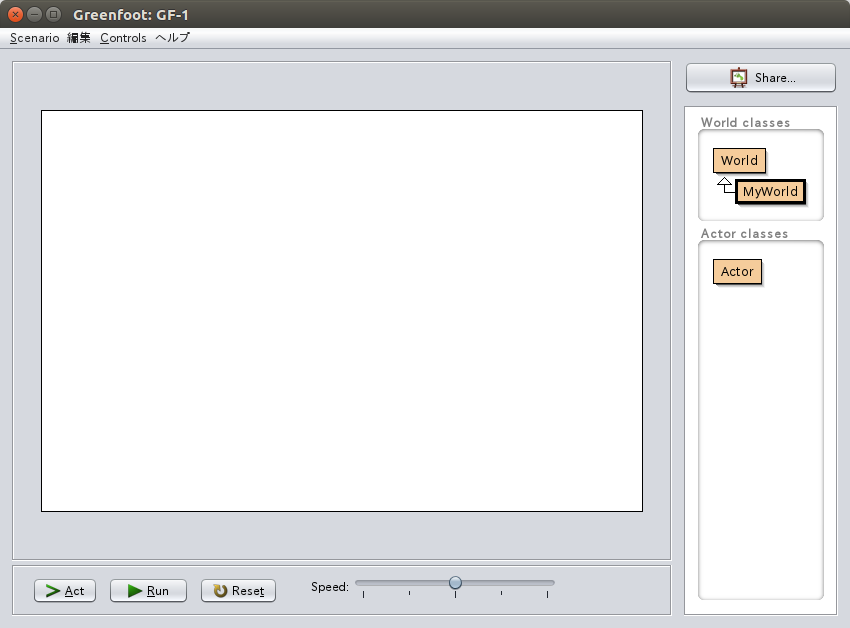 Greenfoot: GF-1
Scenario 編集 Controls ヘルプ
Share...
World classes
World
MyWorld
Actor classes
Actor
Act Run Reset Speed: